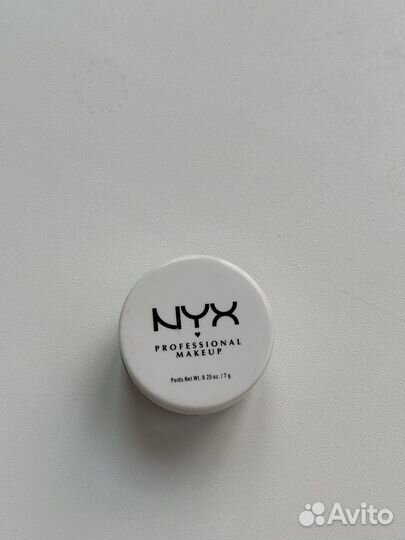 NYX
PROFESSIONAL
MAKEUP
Poids Net Wt. 0.25 oz. / 7 g
Avito